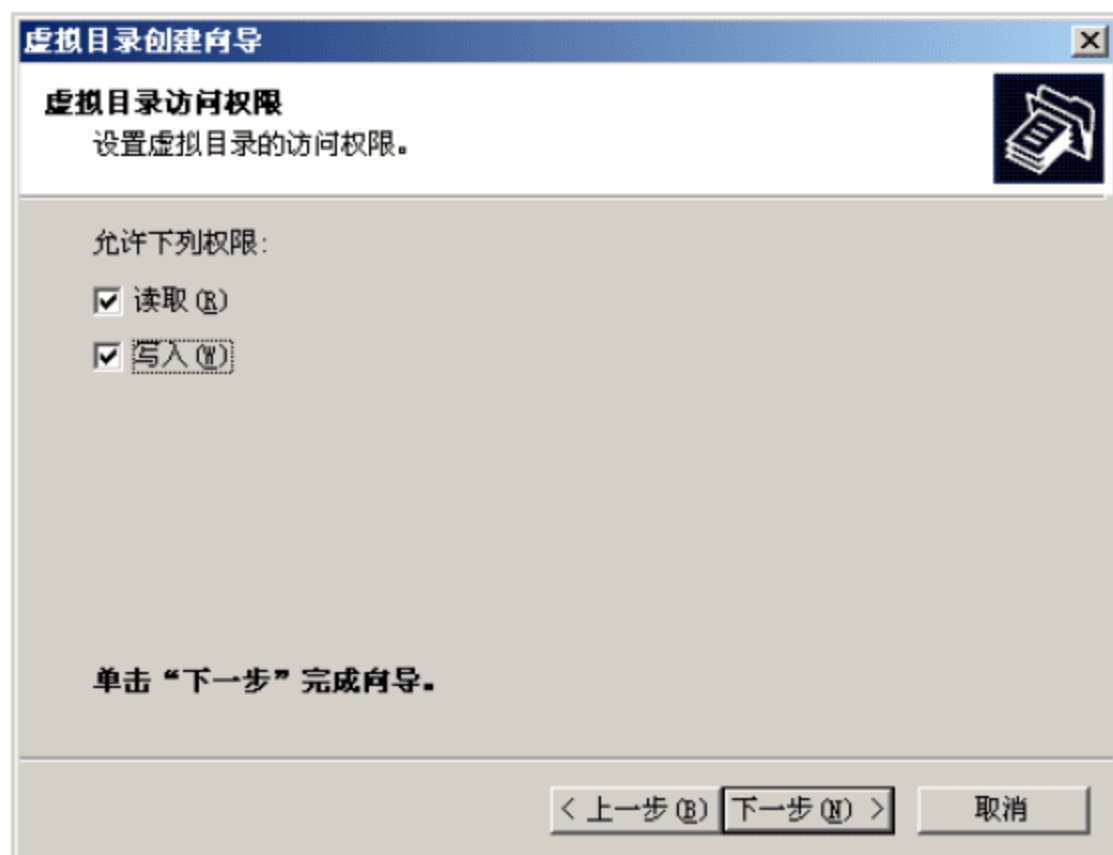 虚拟目录创建向导
虚拟目录访问权限
设置虚拟目录的访问权限。
允许下列权限:
读取(R)
写入(W)
单击“下一步”完成向导。
< 上一步(B) 下一步(N) > 取消